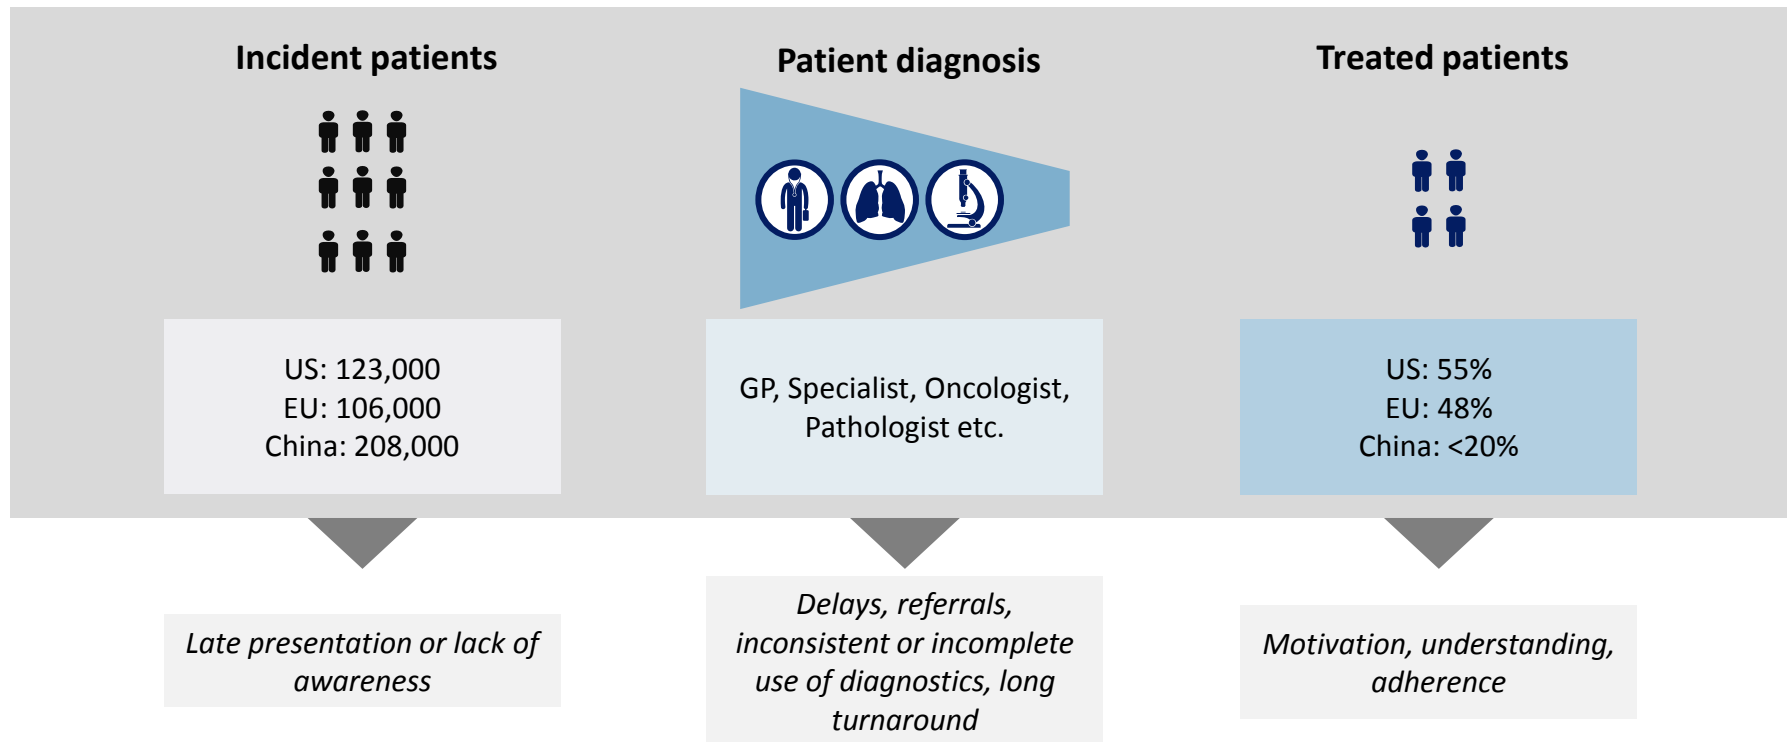 Incident patients
Patient diagnosis
Treated patients
US: 123,000
EU: 106,000
China: 208,000
GP, Specialist, Oncologist,
Pathologist etc.
US: 55%
EU: 48%
China: <20%
Late presentation or lack of
awareness
Delays, referrals,
inconsistent or incomplete
use of diagnostics, long
turnaround
Motivation, understanding,
adherence